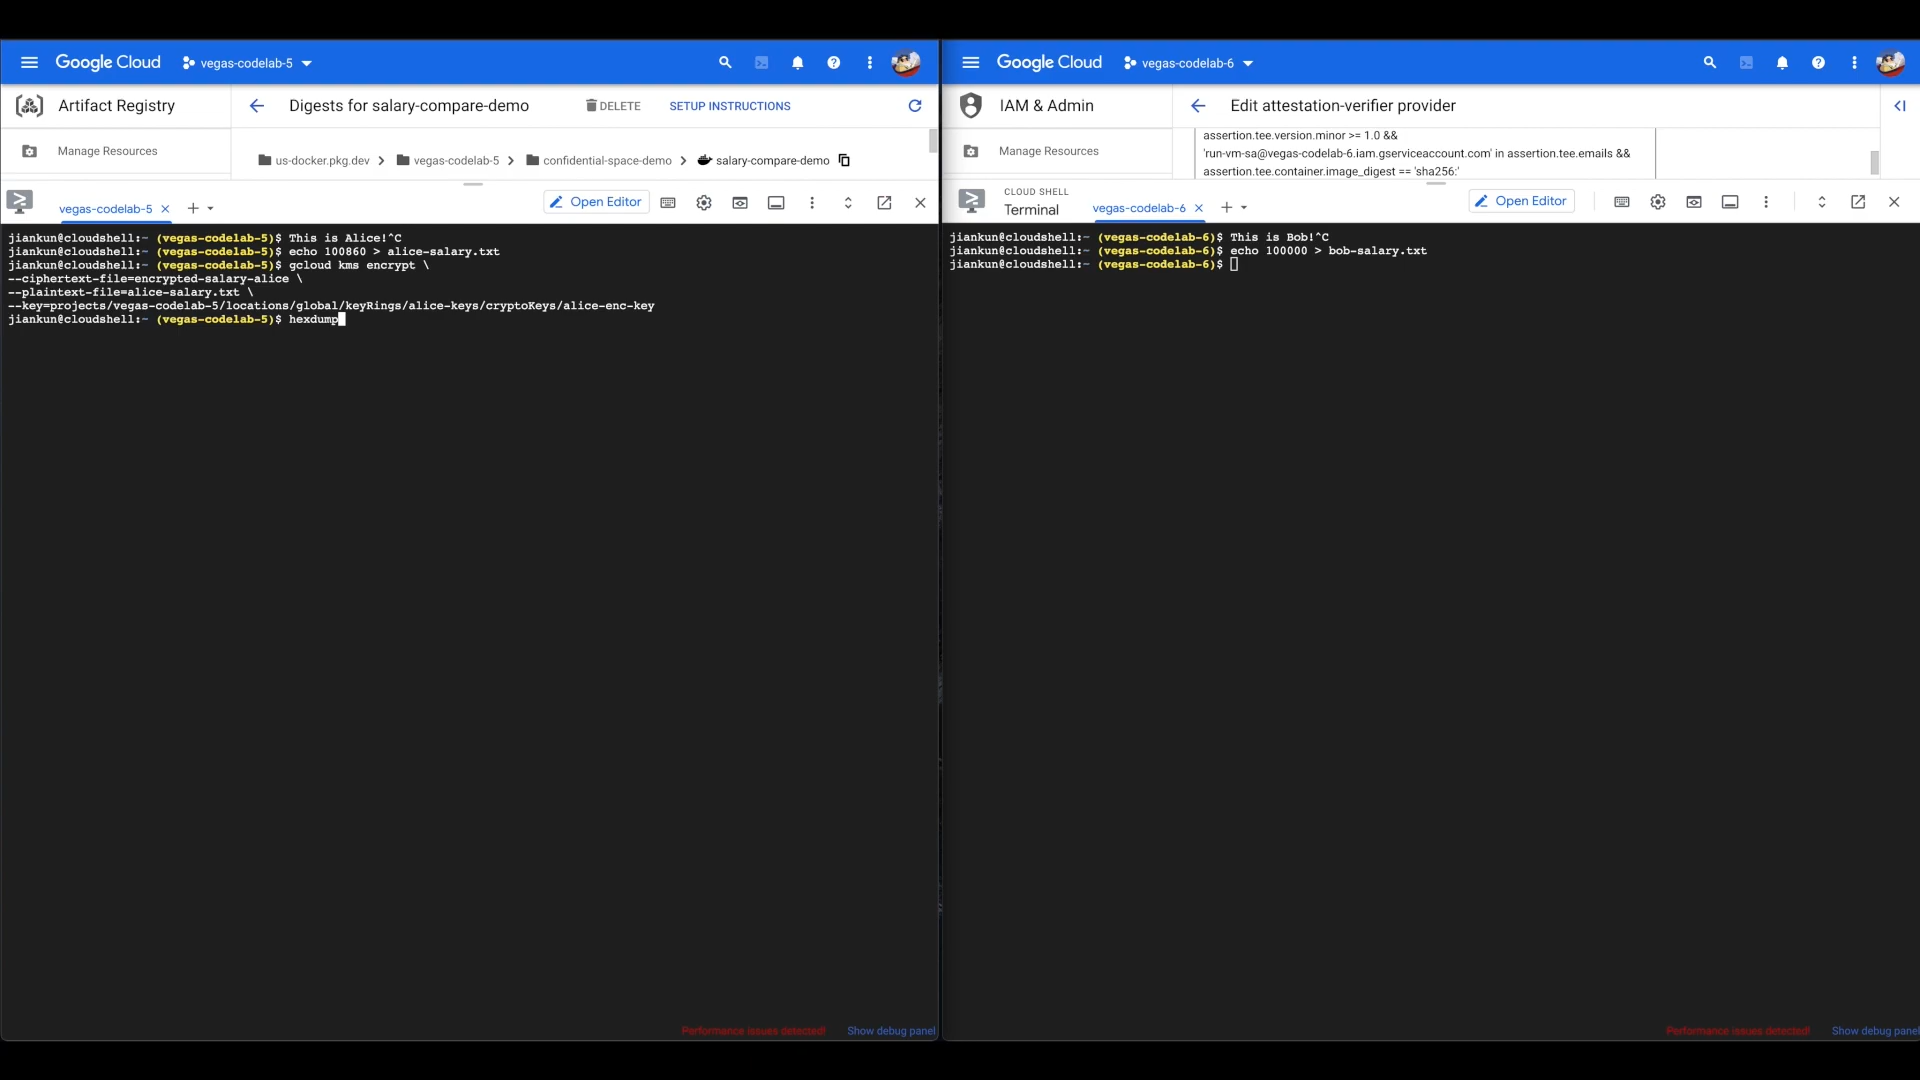 Google Cloud vegas-codelab-5
Artifact Registry Digests for salary-compare-demo DELETE SETUP INSTRUCTIONS
Manage Resources us-docker.pkg.dev vegas-codelab-5 confidential-space-demo salary-compare-demo
vegas-codelab-5 Open Editor
jiankun@cloudshell:~ (vegas-codelab-5)$ This is Alice!^C
jiankun@cloudshell:~ (vegas-codelab-5)$ echo 100860 > alice-salary.txt
jiankun@cloudshell:~ (vegas-codelab-5)$ gcloud kms encrypt \
--ciphertext-file=encrypted-salary-alice \
--plaintext-file=alice-salary.txt \
--key=projects/vegas-codelab-5/locations/global/keyRings/alice-keys/cryptoKeys/alice-enc-key
jiankun@cloudshell:~ (vegas-codelab-5)$ hexdump
Performance issues detected! Show debug panel
Google Cloud vegas-codelab-6
IAM & Admin Edit attestation-verifier provider
Manage Resources
assertion.tee.version.minor >= 1.0 &&
'run-vm-sa@vegas-codelab-6.iam.gserviceaccount.com' in assertion.tee.emails &&
assertion.tee.container.image_digest == 'sha256:'
CLOUD SHELL
Terminal vegas-codelab-6 Open Editor
jiankun@cloudshell:~ (vegas-codelab-6)$ This is Bob!^C
jiankun@cloudshell:~ (vegas-codelab-6)$ echo 100000 > bob-salary.txt
jiankun@cloudshell:~ (vegas-codelab-6)$
Performance issues detected! Show debug panel